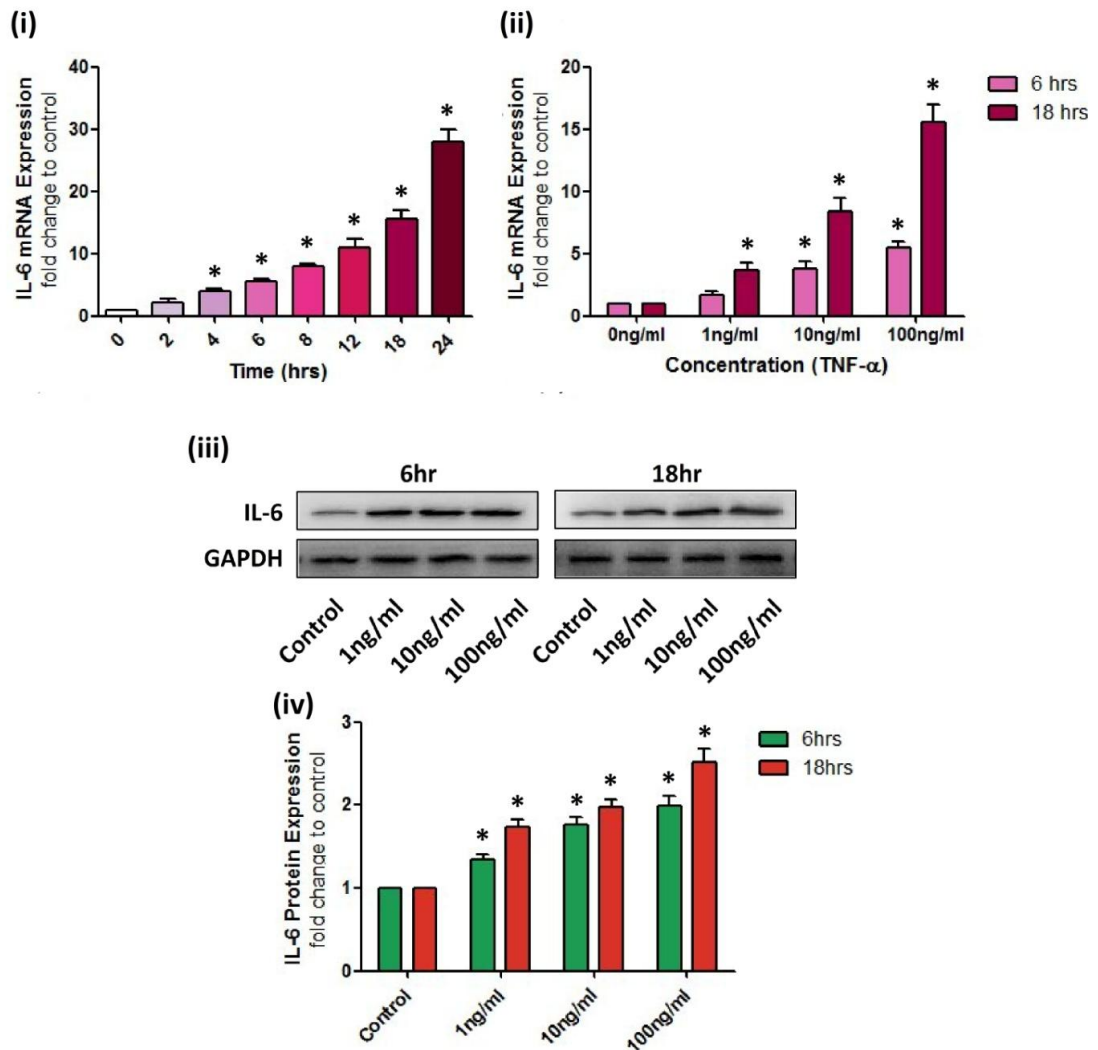 (i)
IL-6 mRNA Expression
fold change to control
40
30
20
10
0
* * * * * *
0 2 4 6 8 12 18 24
Time (hrs)
(ii)
IL-6 mRNA Expression
fold change to control
20
15
10
5
0
* * * * *
0ng/ml 1ng/ml 10ng/ml 100ng/ml
Concentration (TNF-α)
6 hrs
18 hrs
(iii)
6hr 18hr
IL-6
GAPDH
Control 1ng/ml 10ng/ml 100ng/ml Control 1ng/ml 10ng/ml 100ng/ml
(iv)
IL-6 Protein Expression
fold change to control
3
2
1
0
* * * * * *
Control 1ng/ml 10ng/ml 100ng/ml
6hrs
18hrs